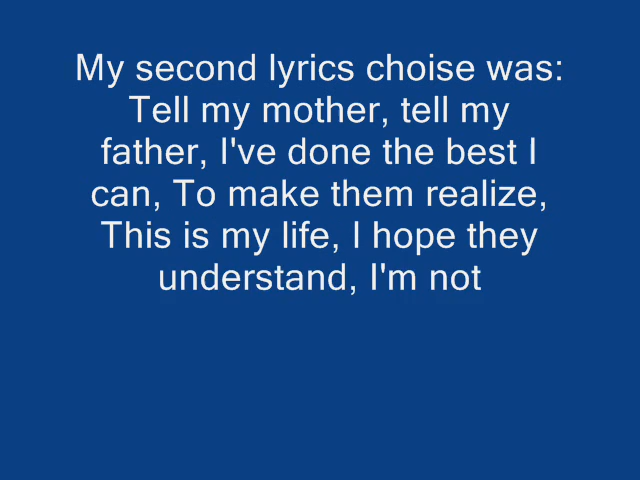 My second lyrics choise was:
Tell my mother, tell my
father, I've done the best I
can, To make them realize,
This is my life, I hope they
understand, I'm not